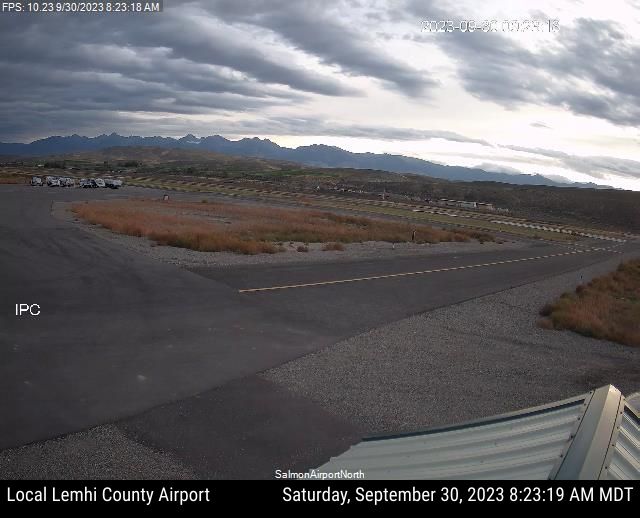 FPS: 10.23 9/30/2023 8:23:18 AM
IPC
SalmonAirportNorth
Local Lemhi County Airport Saturday, September 30, 2023 8:23:19 AM MDT